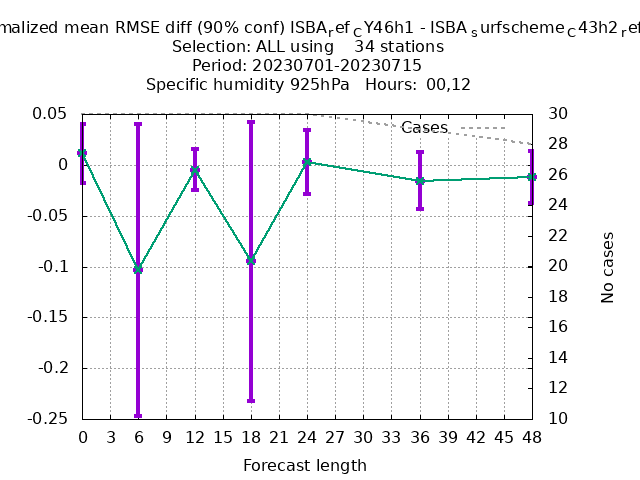 malized mean RMSE diff (90% conf) ISBA_ref_CY46h1 - ISBA_surfscheme_C43h2_ref
Selection: ALL using 34 stations
Period: 20230701-20230715
Specific humidity 925hPa Hours: 00,12
Cases
0.05
0
-0.05
-0.1
-0.15
-0.2
-0.25
30
28
26
24
22
20
18
16
14
12
10
No cases
0 3 6 9 12 15 18 21 24 27 30 33 36 39 42 45 48
Forecast length